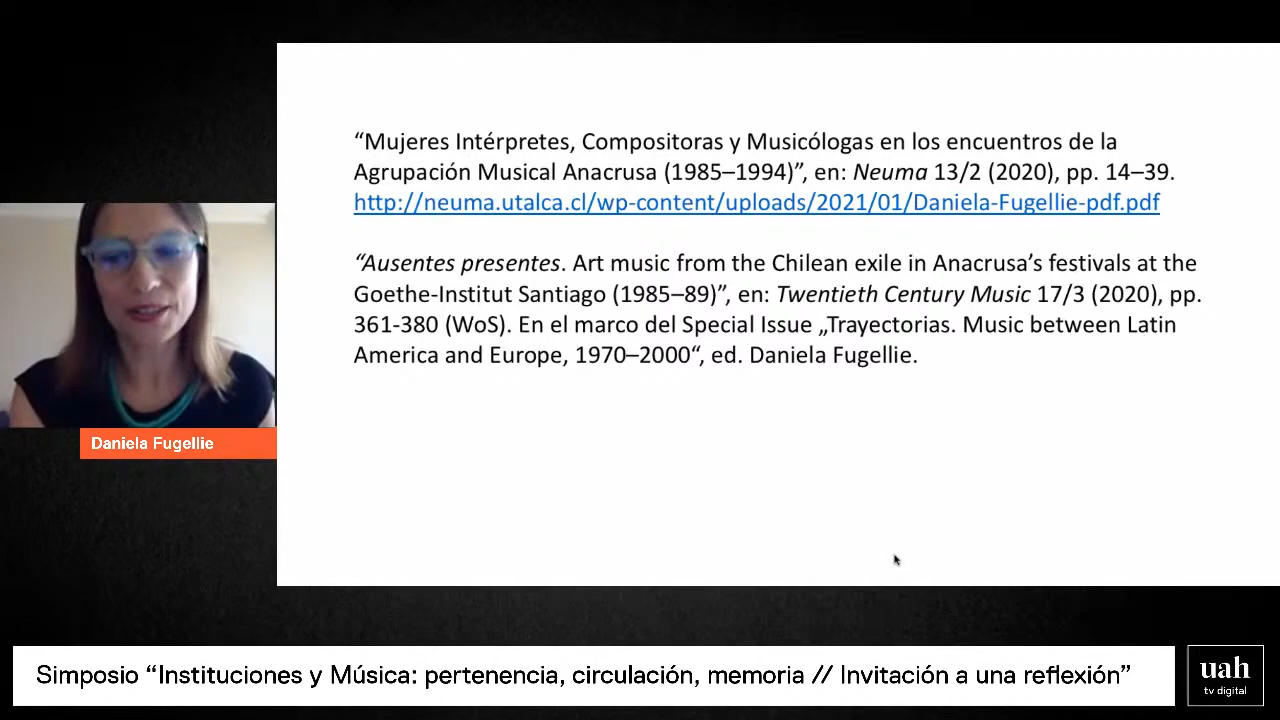 “Mujeres Intérpretes, Compositoras y Musicólogas en los encuentros de la
Agrupación Musical Anacrusa (1985–1994)”, en: Neuma 13/2 (2020), pp. 14–39.
http://neuma.utalca.cl/wp-content/uploads/2021/01/Daniela-Fugellie-pdf.pdf
“Ausentes presentes. Art music from the Chilean exile in Anacrusa’s festivals at the
Goethe-Institut Santiago (1985–89)”, en: Twentieth Century Music 17/3 (2020), pp.
361-380 (WoS). En el marco del Special Issue „Trayectorias. Music between Latin
America and Europe, 1970–2000“, ed. Daniela Fugellie.
Daniela Fugellie
Simposio “Instituciones y Música: pertenencia, circulación, memoria // Invitación a una reflexión”
uah
tv digital